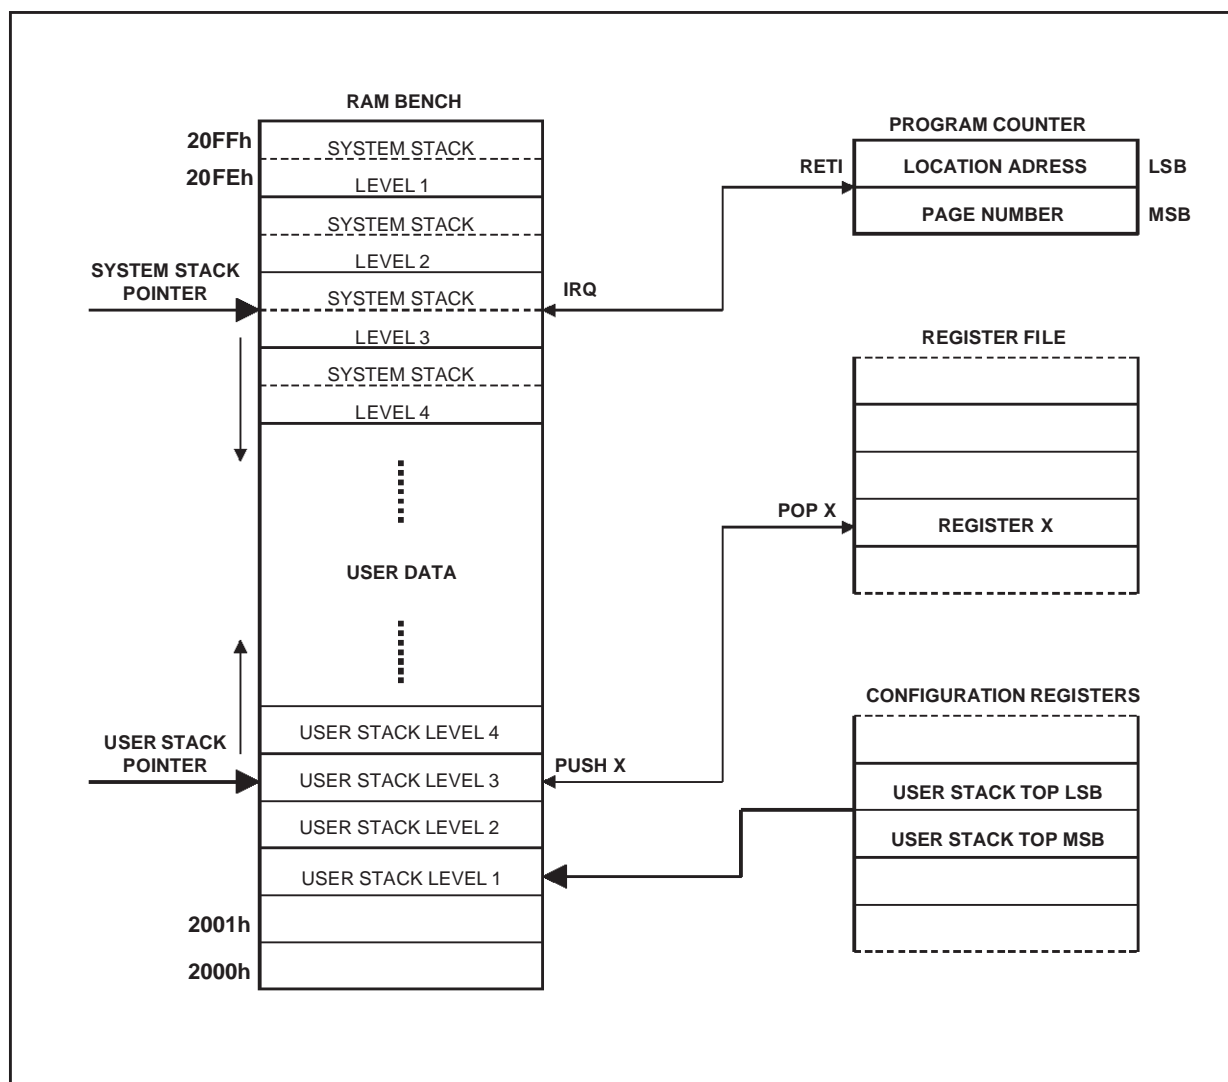 RAM BENCH
20FFh
20FEh
SYSTEM STACK
LEVEL 1
SYSTEM STACK
LEVEL 2
SYSTEM STACK
LEVEL 3
SYSTEM STACK
LEVEL 4
SYSTEM STACK
POINTER
IRQ
USER DATA
USER STACK LEVEL 4
USER STACK LEVEL 3
USER STACK LEVEL 2
USER STACK LEVEL 1
USER STACK
POINTER
PUSH X
2001h
2000h
PROGRAM COUNTER
RETI
LOCATION ADRESS
LSB
PAGE NUMBER
MSB
REGISTER FILE
POP X
REGISTER X
CONFIGURATION REGISTERS
USER STACK TOP LSB
USER STACK TOP MSB